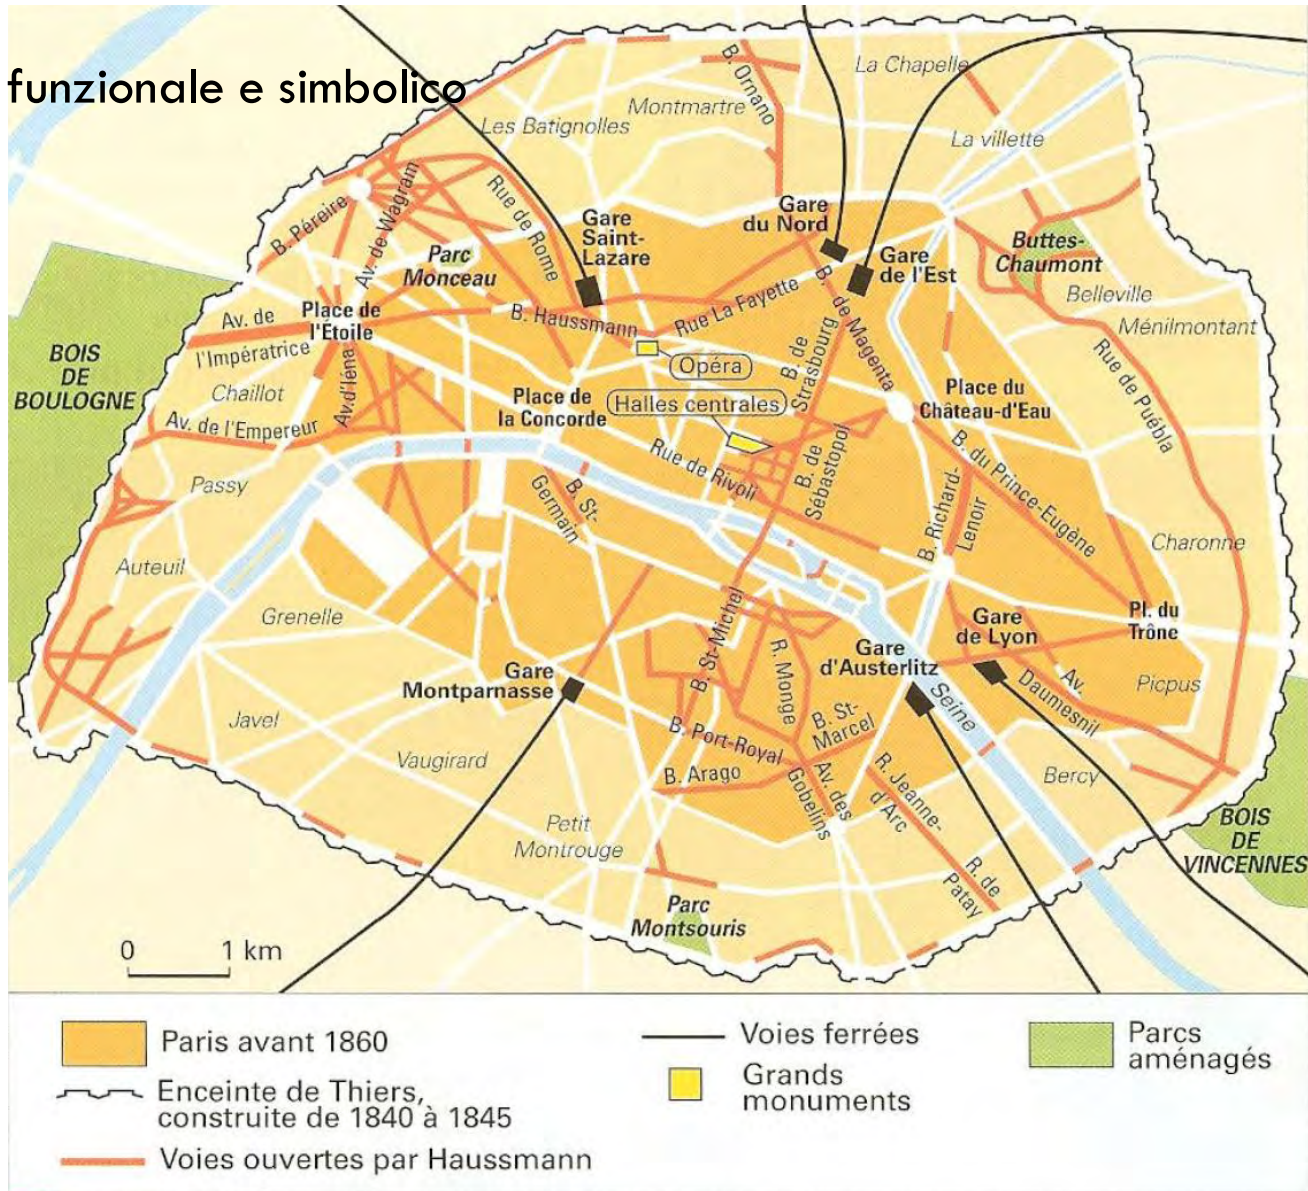 funzionale e simbolico
La Chapelle
B. Ornano
Montmartre
Les Batignolles
La villette
B. Péreire
Av. de Wagram
Rue de Rome
Gare
Saint-
Lazare
Gare
du Nord
Gare
de l'Est
Parc
Monceau
Buttes-
Chaumont
Belleville
Ménilmontant
Place de
l'Étoile
Av. de
l'Impératrice
B. Haussmann
Rue La Fayette
B. de Magenta
B. de
Strasbourg
Opéra
BOIS
DE
BOULOGNE
Chaillot
Av. d'Iéna
Place de
la Concorde
Halles centrales
Place du
Château-d'Eau
Rue de Puébla
Av. de l'Empereur
Rue de Rivoli
B. de
Sébastopol
B. du Prince-Eugène
Passy
B. St-
Germain
B. Richard-
Lenoir
Charonne
Auteuil
Grenelle
B. St-Michel
R. Monge
Gare
d'Austerlitz
Gare
de Lyon
Pl. du
Trône
Gare
Montparnasse
Seine
Av.
Daumesnil
Picpus
Javel
Vaugirard
B. Port-Royal
B. St-
Marcel
B. Arago
Av. des
Gobelins
R. Jeanne-
d'Arc
Bercy
Petit
Montrouge
R. de
Patay
BOIS
DE
VINCENNES
Parc
Montsouris
0 1 km
Paris avant 1860
Enceinte de Thiers,
construite de 1840 à 1845
Voies ouvertes par Haussmann
Voies ferrées
Grands
monuments
Parcs
aménagés